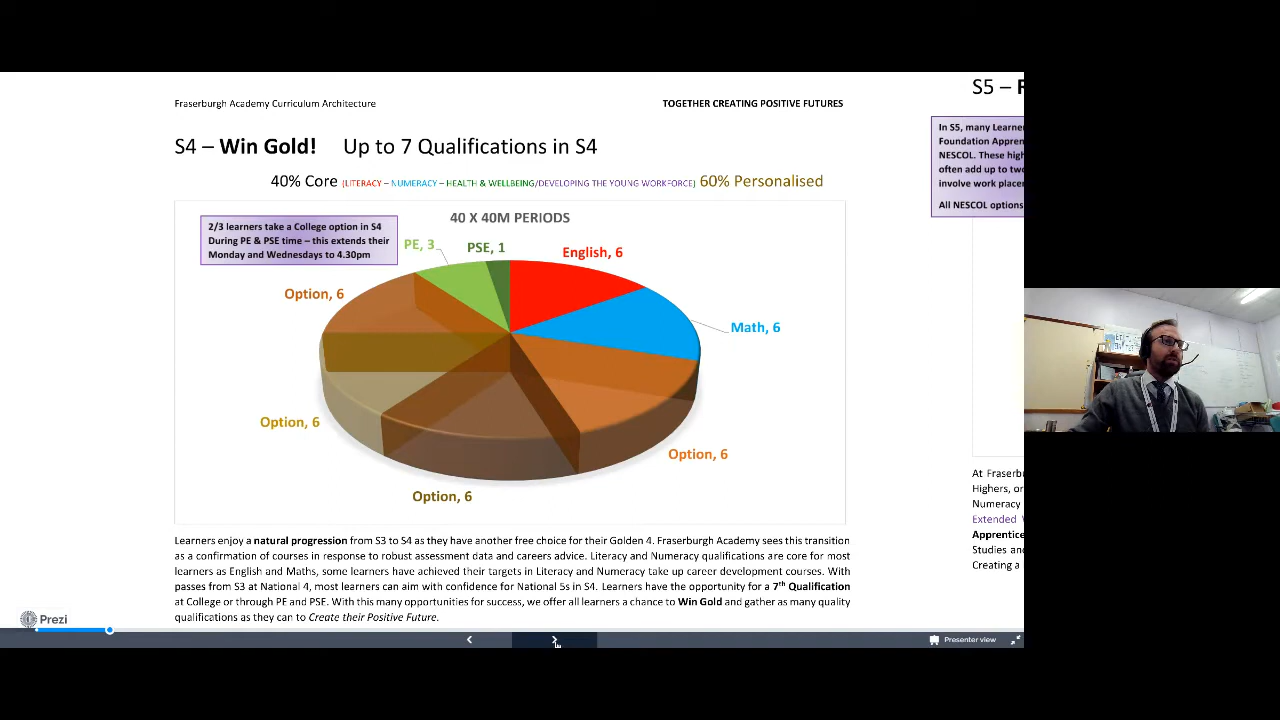 Fraserburgh Academy Curriculum Architecture
TOGETHER CREATING POSITIVE FUTURES
S4 – Win Gold! Up to 7 Qualifications in S4
40% Core (LITERACY – NUMERACY – HEALTH & WELLBEING/DEVELOPING THE YOUNG WORKFORCE) 60% Personalised
40 X 40M PERIODS
2/3 learners take a College option in S4
During PE & PSE time – this extends their
Monday and Wednesdays to 4.30pm
PE, 3
PSE, 1
English, 6
Option, 6
Math, 6
Option, 6
Option, 6
Option, 6
Learners enjoy a natural progression from S3 to S4 as they have another free choice for their Golden 4. Fraserburgh Academy sees this transition
as a confirmation of courses in response to robust assessment data and careers advice. Literacy and Numeracy qualifications are core for most
learners as English and Maths, some learners have achieved their targets in Literacy and Numeracy take up career development courses. With
passes from S3 at National 4, most learners can aim with confidence for National 5s in S4. Learners have the opportunity for a 7th Qualification
at College or through PE and PSE. With this many opportunities for success, we offer all learners a chance to Win Gold and gather as many quality
qualifications as they can to Create their Positive Future.
S5 –
In S5, many Learne
Foundation Appren
NESCOL. These high
often add up to two
involve work placer
All NESCOL options
At Fraserb
Highers, or
Numeracy
Extended
Apprentice
Studies and
Creating a
Prezi
Presenter view